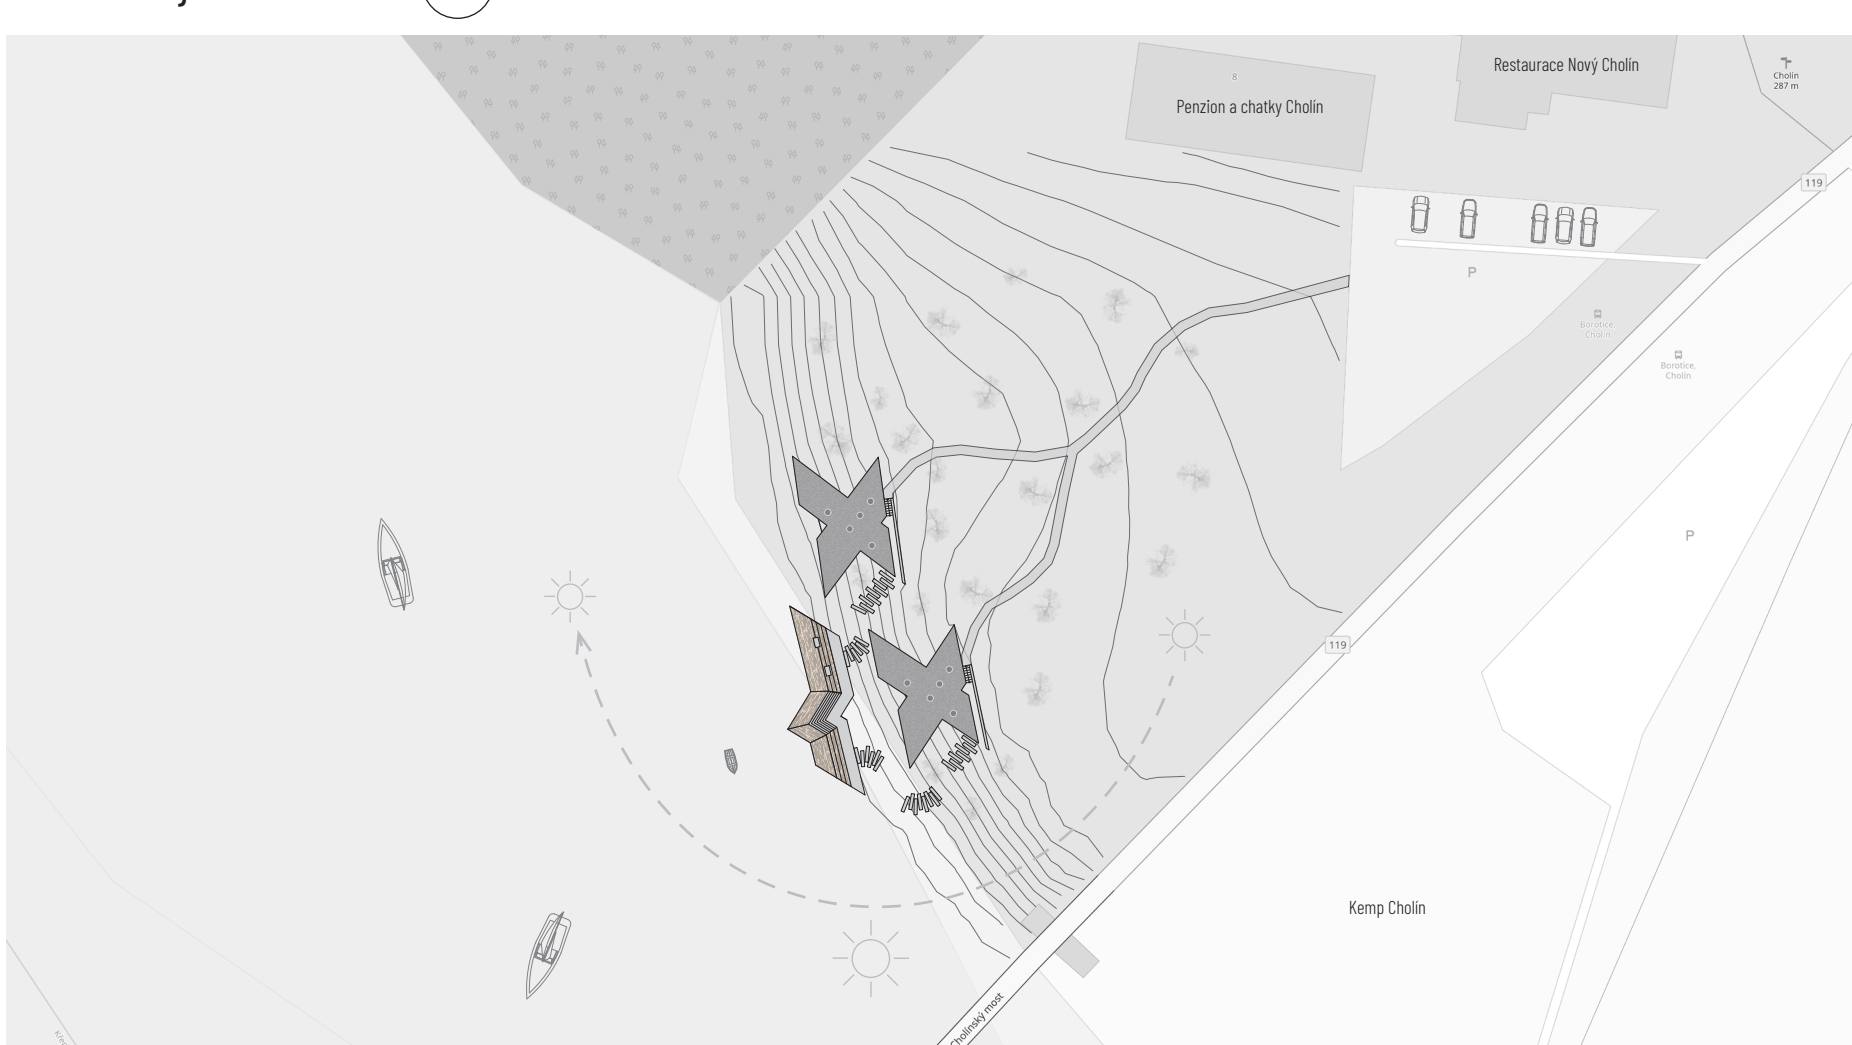 Restaurace Nový Cholín
Cholín
287 m
8
Penzion a chatky Cholín
119
P
Borotice,
Cholín
Borotice,
Cholín
P
119
Kemp Cholín
Cholínský most